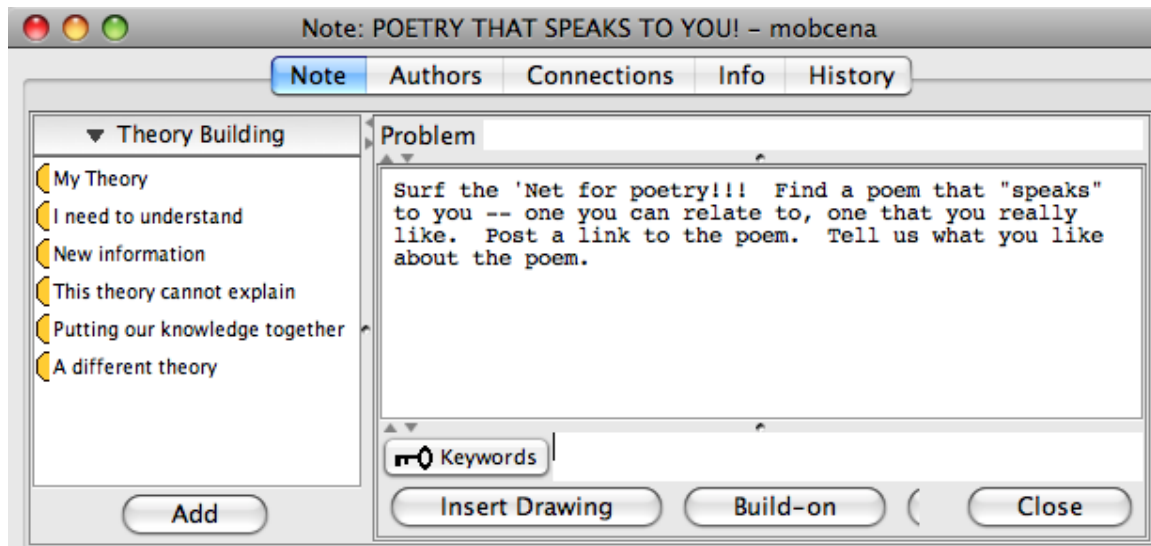 Note: POETRY THAT SPEAKS TO YOU! – mobcena
Note Authors Connections Info History
Theory Building
My Theory
I need to understand
New information
This theory cannot explain
Putting our knowledge together
A different theory
Add
Problem
Surf the 'Net for poetry!!!  Find a poem that "speaks"
to you -- one you can relate to, one that you really
like.  Post a link to the poem.  Tell us what you like
about the poem.
Keywords
Insert Drawing Build-on Close